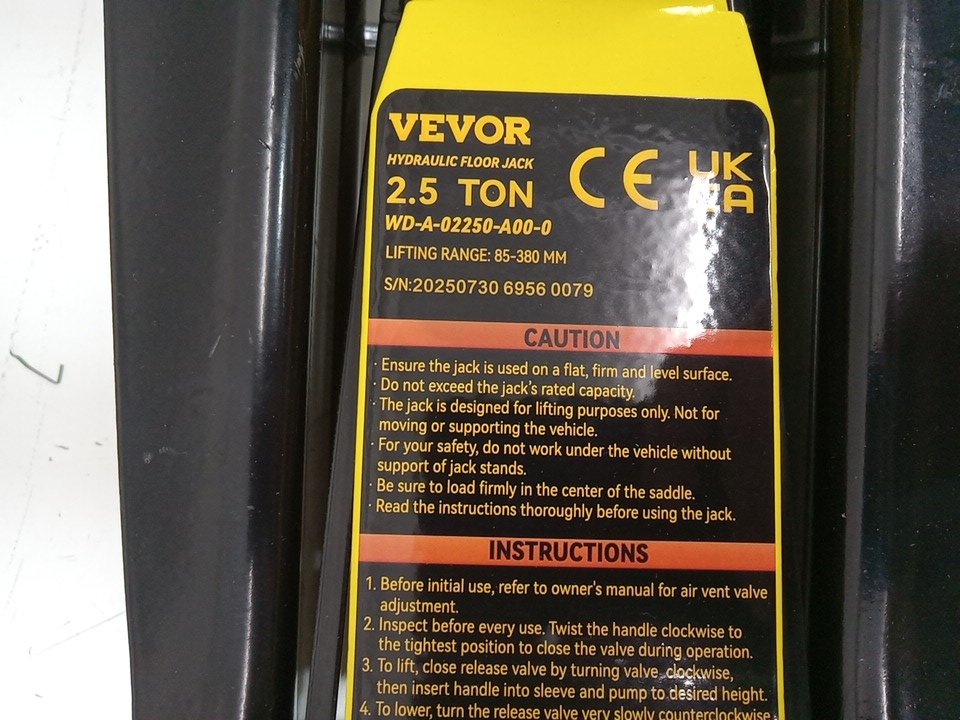 VEVOR
HYDRAULIC FLOOR JACK
2.5 TON
CE UKCA
WD-A-02250-A00-0
LIFTING RANGE: 85-380 MM
S/N:20250730 6956 0079
CAUTION
· Ensure the jack is used on a flat, firm and level surface.
· Do not exceed the jack's rated capacity.
· The jack is designed for lifting purposes only. Not for
moving or supporting the vehicle.
· For your safety, do not work under the vehicle without
support of jack stands.
· Be sure to load firmly in the center of the saddle.
· Read the instructions thoroughly before using the jack.
INSTRUCTIONS
1. Before initial use, refer to owner's manual for air vent valve
adjustment.
2. Inspect before every use. Twist the handle clockwise to
the tightest position to close the valve during operation.
3. To lift, close release valve by turning valve clockwise,
then insert handle into sleeve and pump to desired height.
4. To lower, turn the release valve very slowly counterclockwise